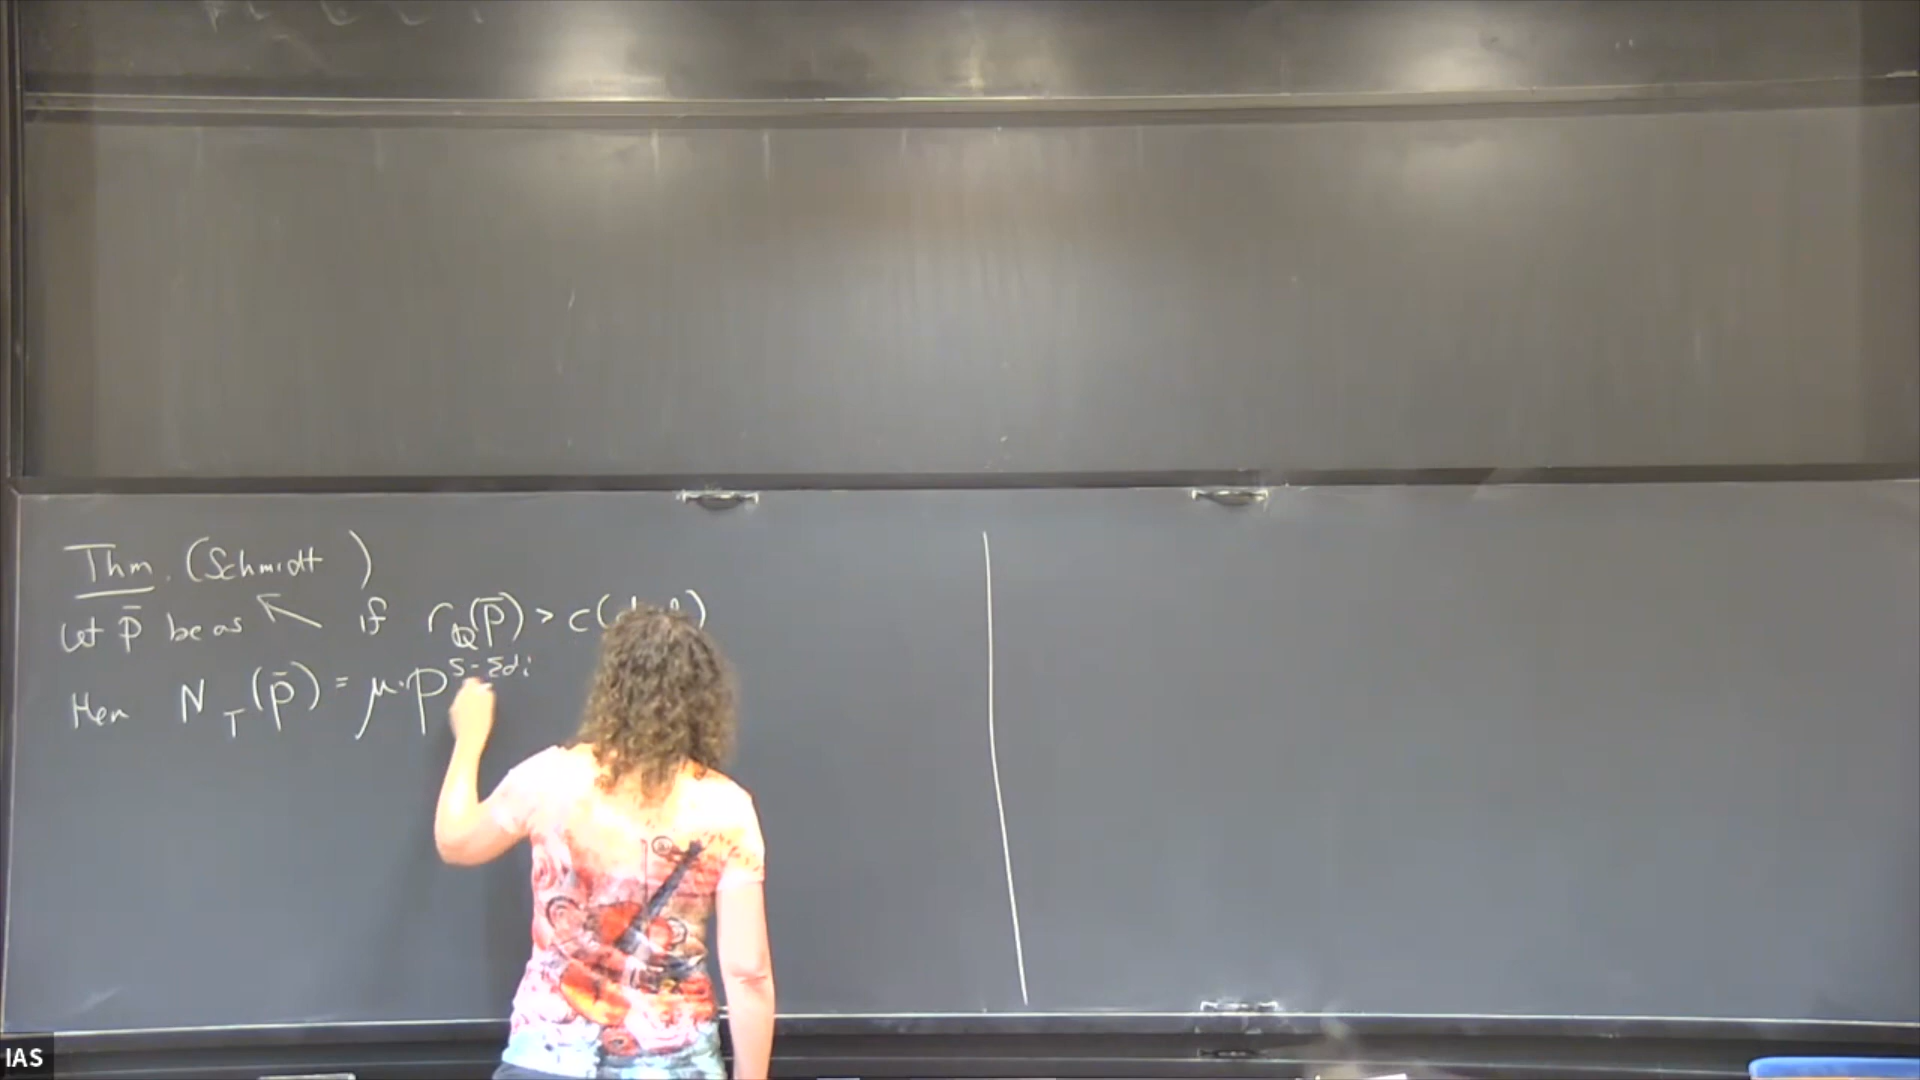 Thm. (Schmidt )
Let p̄ be as ↖ if r_Q(p̄) > c( )
then N_T(p̄) = μ·p^{s-Σdi}
IAS